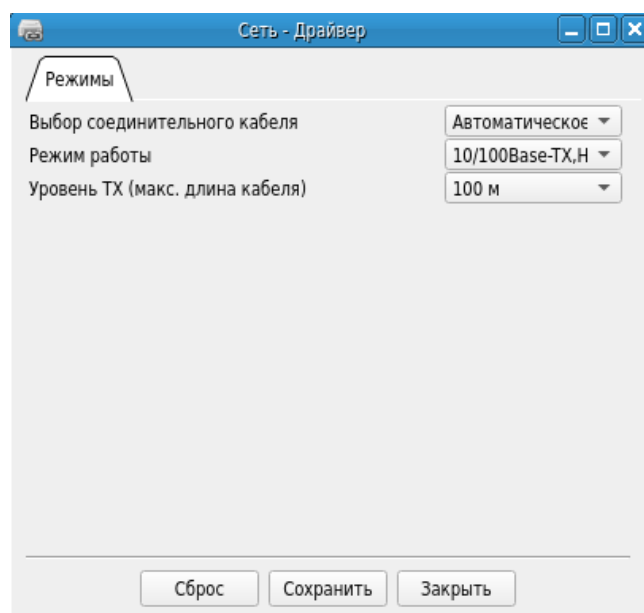 Сеть - Драйвер
Режимы
Выбор соединительного кабеля Автоматическое
Режим работы 10/100Base-TX,H
Уровень TX (макс. длина кабеля) 100 м
Сброс Сохранить Закрыть